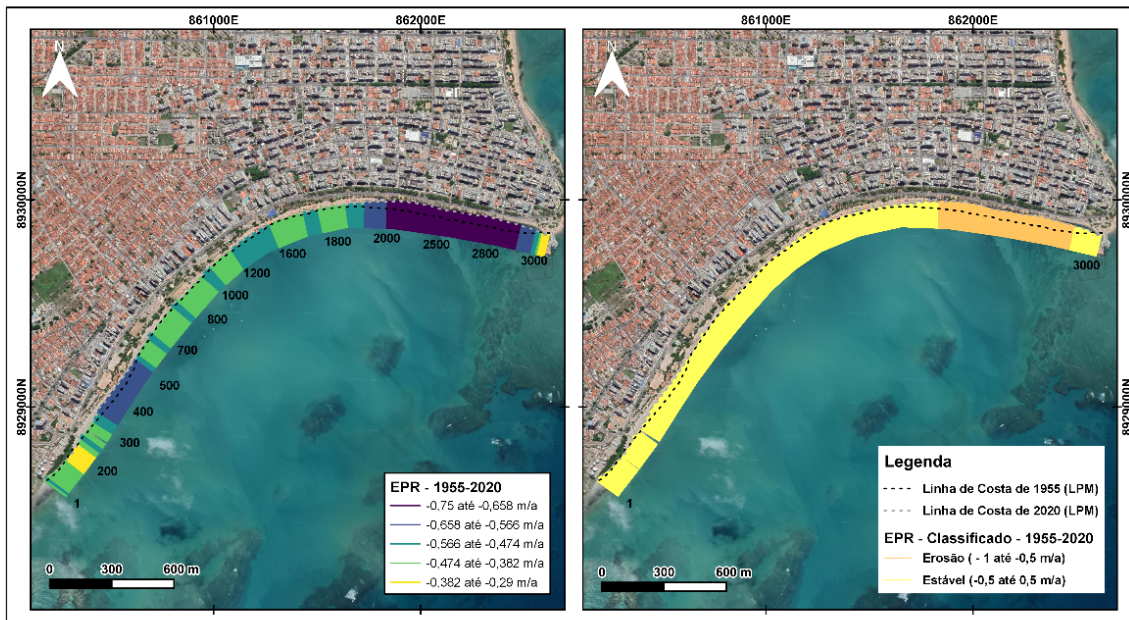 861000E
862000E
861000E
862000E
N
N
8930000N
8930000N
8929000N
8929000N
1
200
300
400
500
700
800
1000
1200
1600
1800
2000
2500
2800
3000
1
3000
EPR - 1955-2020
-0,75 até -0,658 m/a
-0,658 até -0,566 m/a
-0,566 até -0,474 m/a
-0,474 até -0,382 m/a
-0,382 até -0,29 m/a
0 300 600 m
Legenda
Linha de Costa de 1955 (LPM)
Linha de Costa de 2020 (LPM)
EPR - Classificado - 1955-2020
Erosão ( - 1 até -0,5 m/a)
Estável (-0,5 até 0,5 m/a)
0 300 600 m